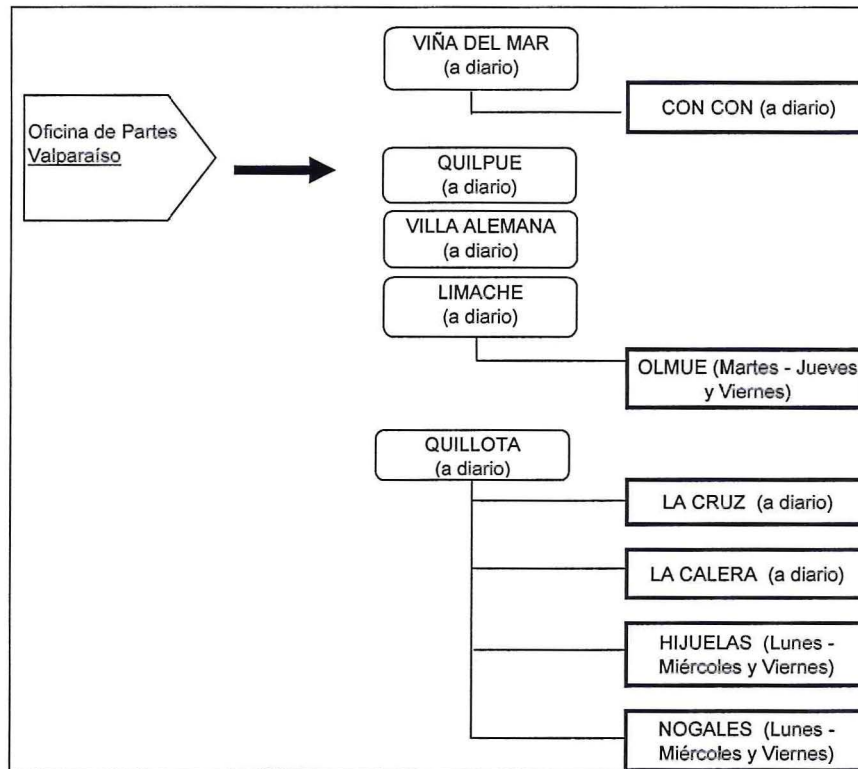 VIÑA DEL MAR
(a diario)
CON CON (a diario)
Oficina de Partes
Valparaíso
QUILPUE
(a diario)
VILLA ALEMANA
(a diario)
LIMACHE
(a diario)
OLMUE (Martes - Jueves
y Viernes)
QUILLOTA
(a diario)
LA CRUZ (a diario)
LA CALERA (a diario)
HIJUELAS (Lunes -
Miércoles y Viernes)
NOGALES (Lunes -
Miércoles y Viernes)